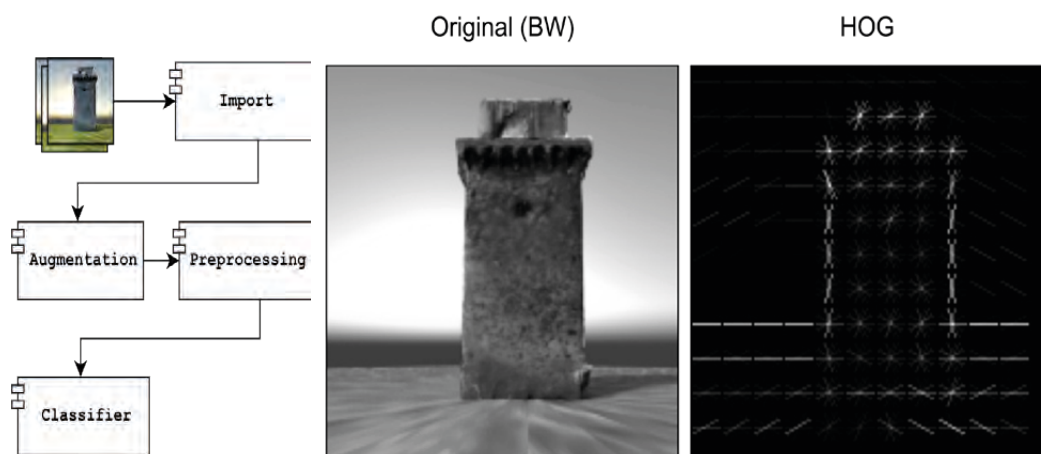 Original (BW)
HOG
Import
Augmentation
Preprocessing
Classifier